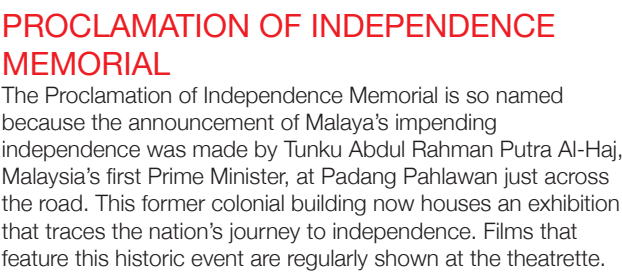 PROCLAMATION OF INDEPENDENCE
MEMORIAL
The Proclamation of Independence Memorial is so named
because the announcement of Malaya's impending
independence was made by Tunku Abdul Rahman Putra Al-Haj,
Malaysia's first Prime Minister, at Padang Pahlawan just across
the road. This former colonial building now houses an exhibition
that traces the nation's journey to independence. Films that
feature this historic event are regularly shown at the theatrette.